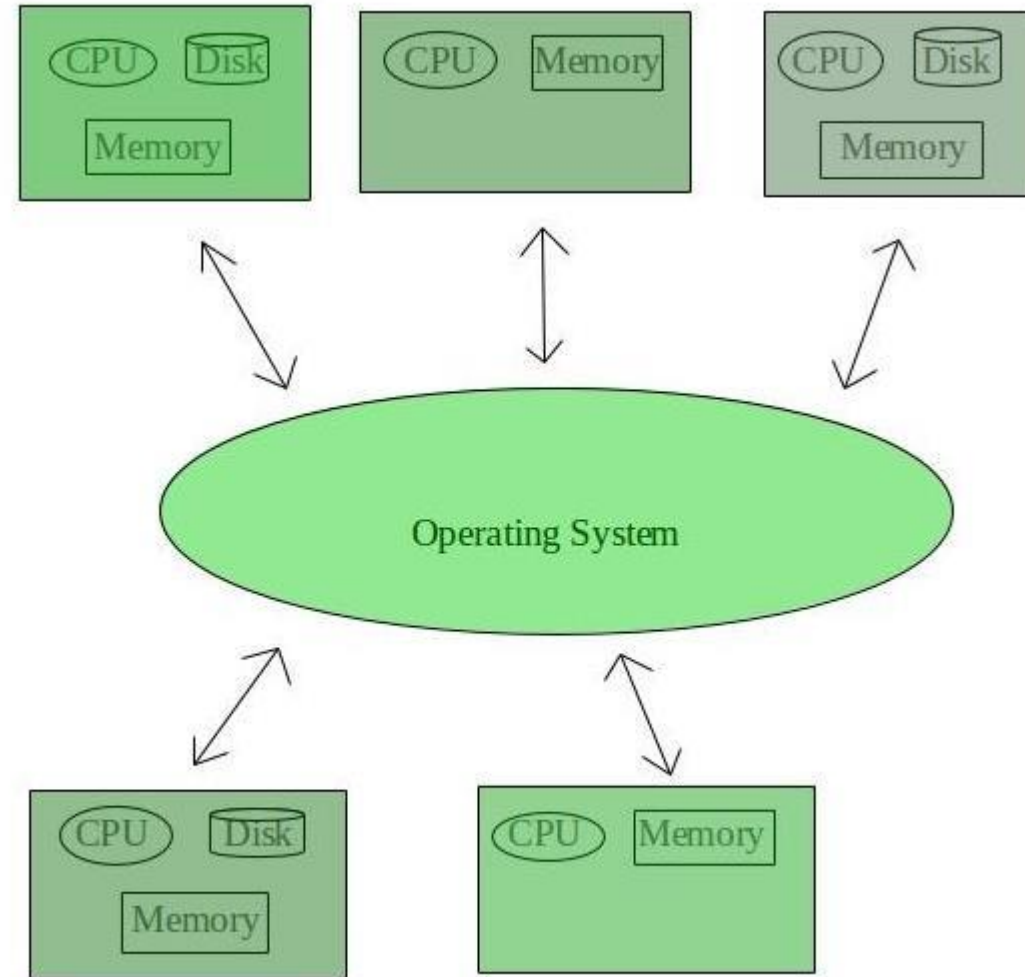 CPU Disk
Memory
CPU Memory
CPU Disk
Memory
Operating System
CPU Disk
Memory
CPU Memory